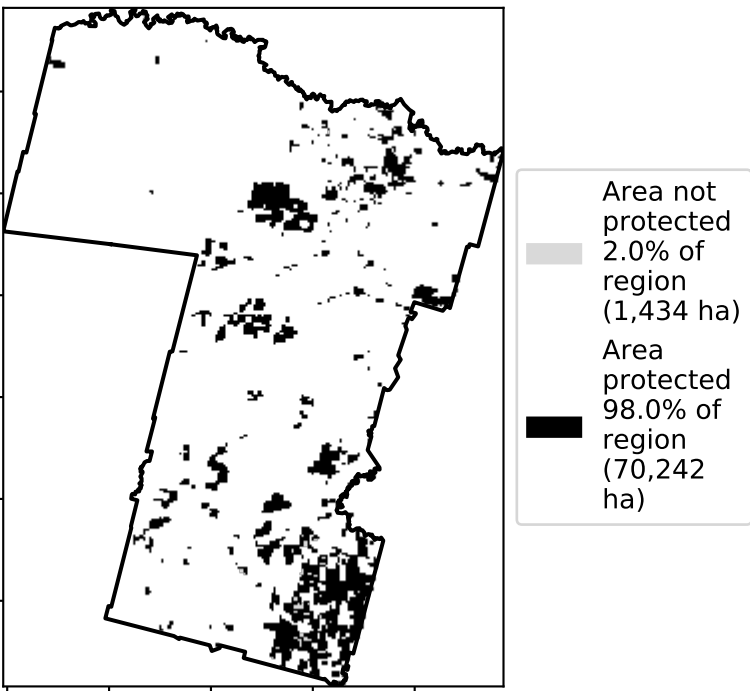 Area not
protected
2.0% of
region
(1,434 ha)
Area
protected
98.0% of
region
(70,242
ha)